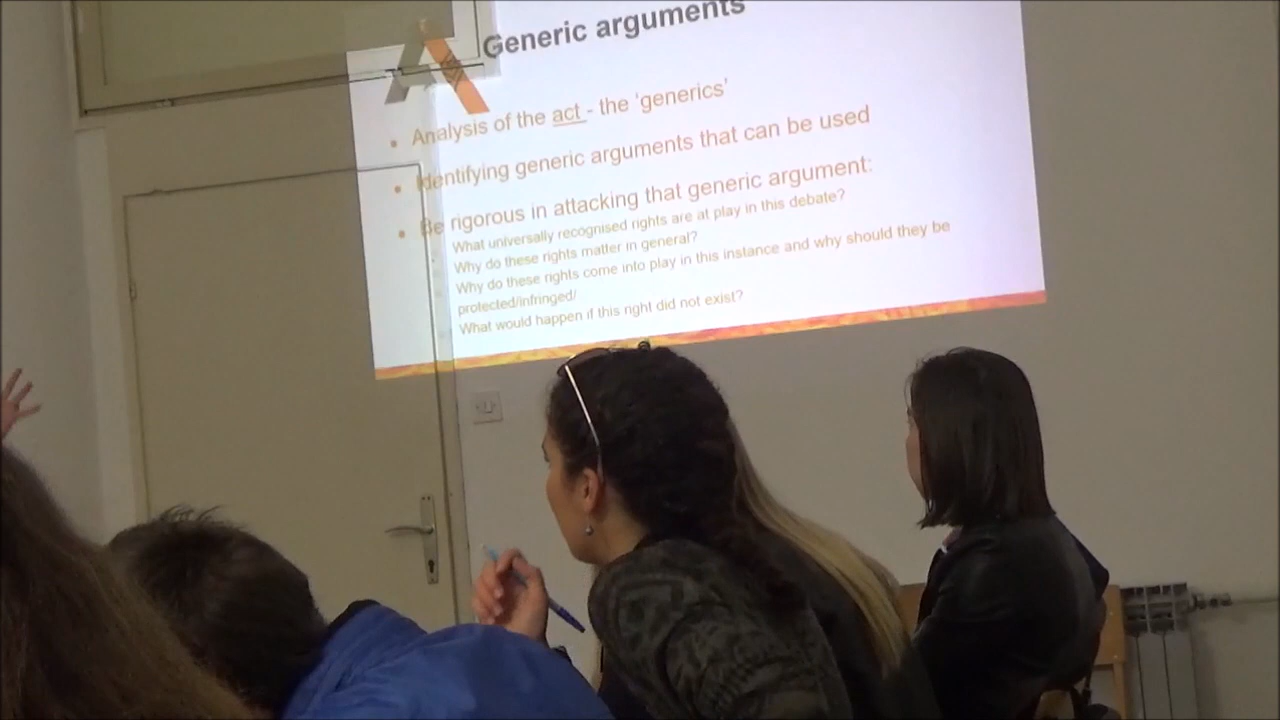 Generic arguments
• Analysis of the act - the ‘generics’
• Identifying generic arguments that can be used
• Be rigorous in attacking that generic argument:
What universally recognised rights are at play in this debate?
Why do these rights matter in general?
Why do these rights come into play in this instance and why should they be
protected/infringed/
What would happen if this right did not exist?